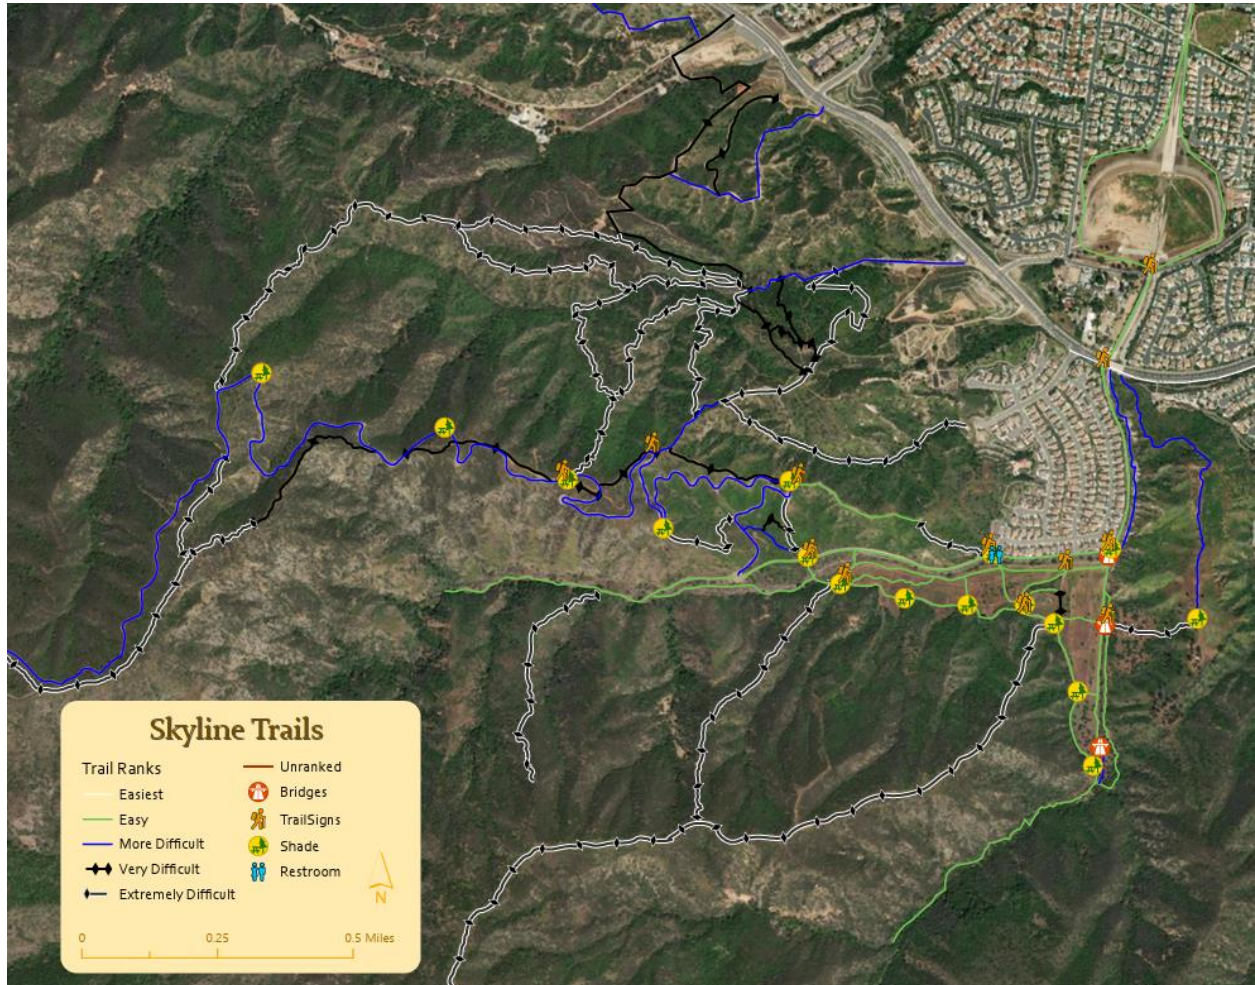 Skyline Trails
Trail Ranks
Easiest
Easy
More Difficult
Very Difficult
Extremely Difficult
Unranked
Bridges
TrailSigns
Shade
Restroom
N
0 0.25 0.5 Miles